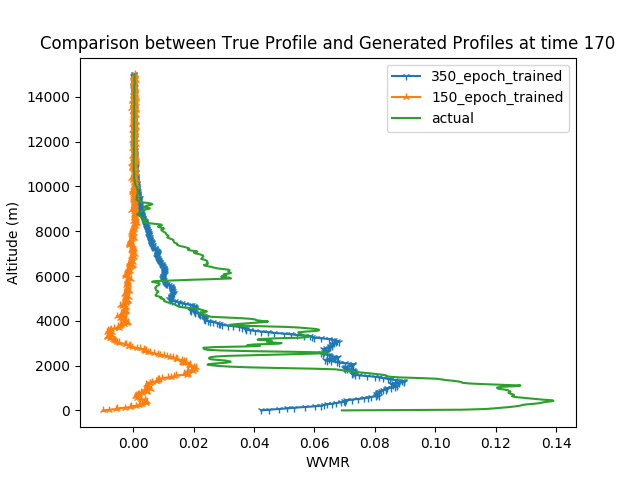 Comparison between True Profile and Generated Profiles at time 170
350_epoch_trained
150_epoch_trained
actual
Altitude (m)
14000
12000
10000
8000
6000
4000
2000
0
0.00 0.02 0.04 0.06 0.08 0.10 0.12 0.14
WVMR